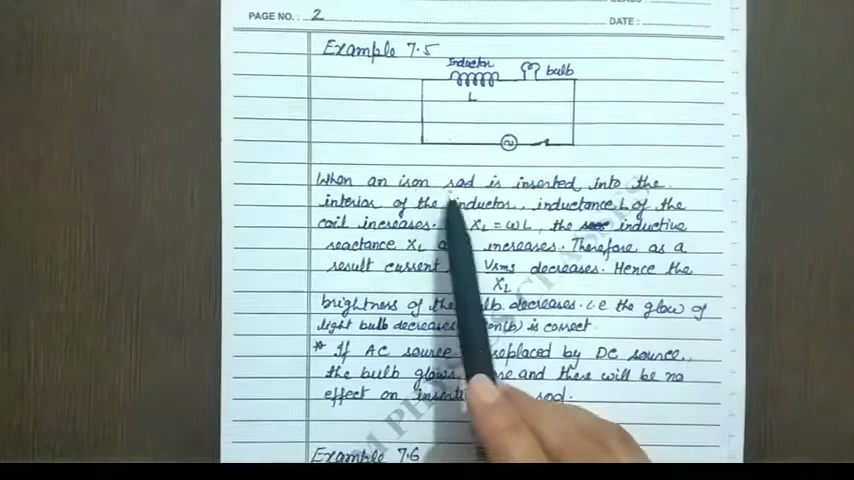 PAGE NO. : 2
DATE :
Example 7.5
Inductor
bulb
L
When an iron rod is inserted into the
interior of the inductor, inductance L of the
coil increases. XL = ωL, the inductive
reactance XL increases. Therefore as a
result current Vrms decreases. Hence the
XL
brightness of the bulb decreases. i.e the glow of
light bulb decreases (b) is correct.
* If AC source replaced by DC source..
the bulb glows and there will be no
effect on rod.
Example 7.6